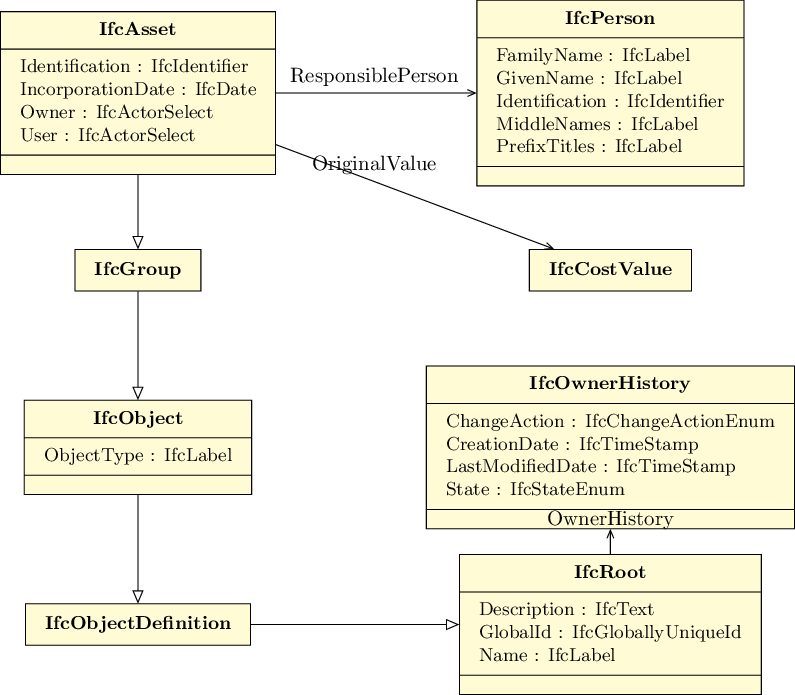 IfcAsset
Identification : IfcIdentifier
IncorporationDate : IfcDate
Owner : IfcActorSelect
User : IfcActorSelect
ResponsiblePerson
IfcPerson
FamilyName : IfcLabel
GivenName : IfcLabel
Identification : IfcIdentifier
MiddleNames : IfcLabel
PrefixTitles : IfcLabel
OriginalValue
IfcGroup
IfcCostValue
IfcObject
ObjectType : IfcLabel
IfcOwnerHistory
ChangeAction : IfcChangeActionEnum
CreationDate : IfcTimeStamp
LastModifiedDate : IfcTimeStamp
State : IfcStateEnum
OwnerHistory
IfcObjectDefinition
IfcRoot
Description : IfcText
GlobalId : IfcGloballyUniqueId
Name : IfcLabel